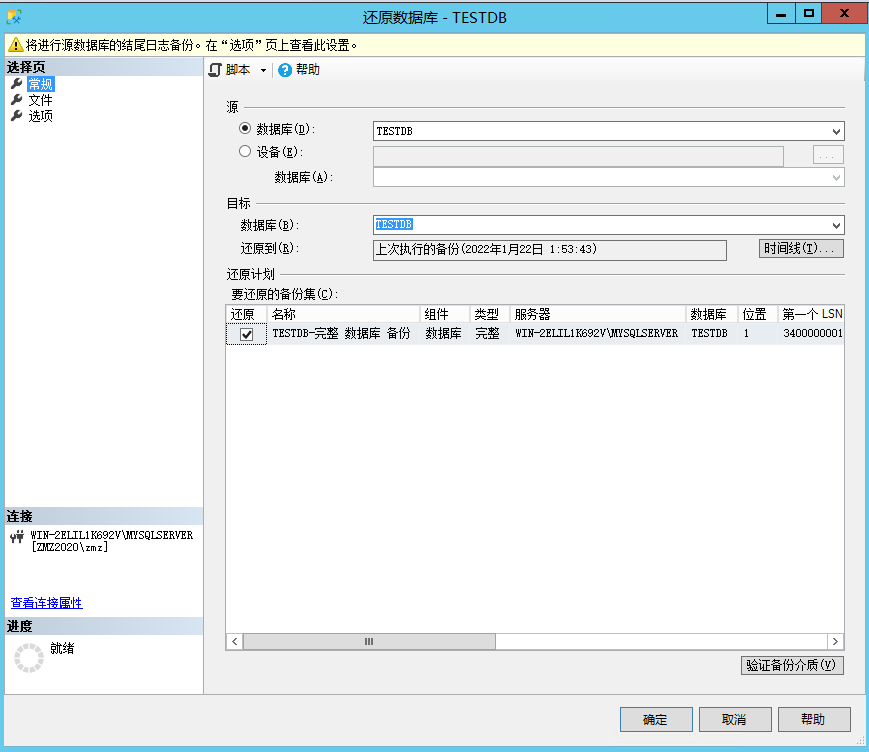 还原数据库 - TESTDB
将进行源数据库的结尾日志备份。在“选项”页上查看此设置。
选择页
常规
文件
选项
脚本
帮助
源
数据库(D):
TESTDB
设备(E):
...
数据库(A):
目标
数据库(B):
TESTDB
还原到(R):
上次执行的备份(2022年1月22日 1:53:43)
时间线(T)...
还原计划
要还原的备份集(C):
还原 名称 组件 类型 服务器 数据库 位置 第一个 LSN
TESTDB-完整 数据库 备份 数据库 完整 WIN-2ELIL1K692V\MYSQLSERVER TESTDB 1 3400000001
连接
WIN-2ELIL1K692V\MYSQLSERVER
[ZMZ2020\zmz]
查看连接属性
进度
就绪
验证备份介质(V)
确定
取消
帮助